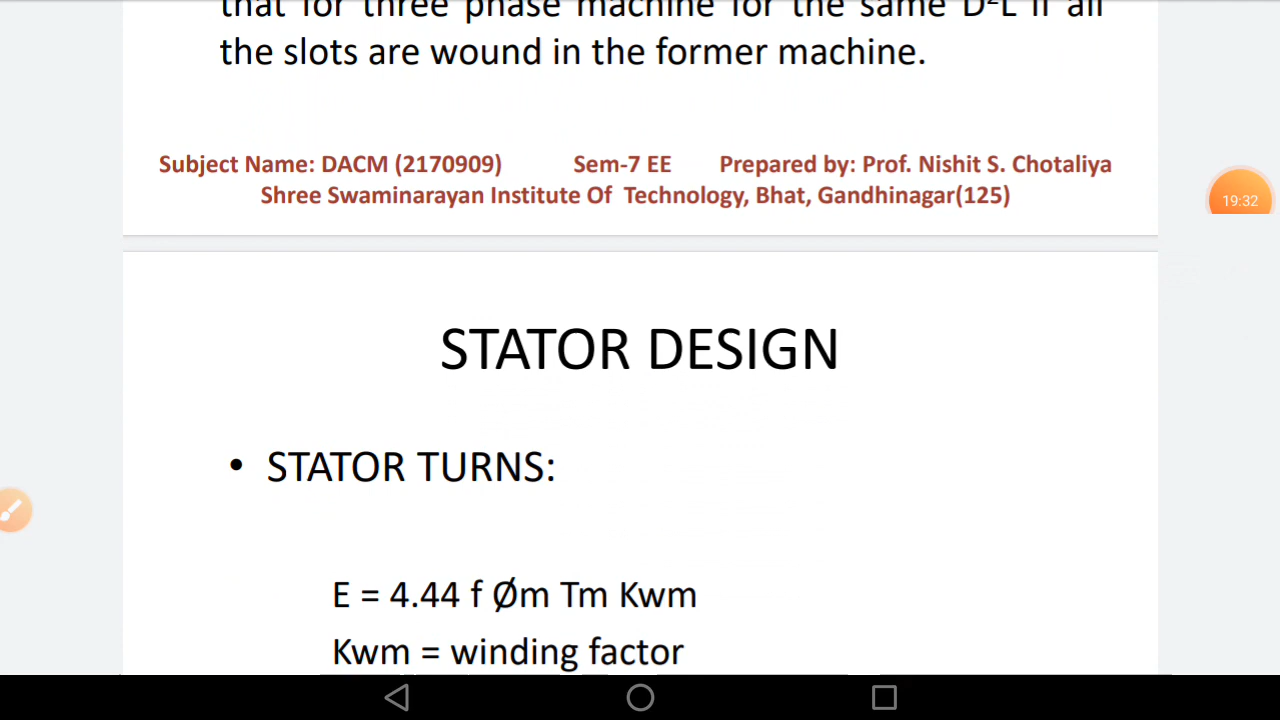 that for three phase machine for the same D²L if all
the slots are wound in the former machine.
Subject Name: DACM (2170909) Sem-7 EE Prepared by: Prof. Nishit S. Chotaliya
Shree Swaminarayan Institute Of Technology, Bhat, Gandhinagar(125)
19:32
STATOR DESIGN
• STATOR TURNS:
E = 4.44 f Øm Tm Kwm
Kwm = winding factor